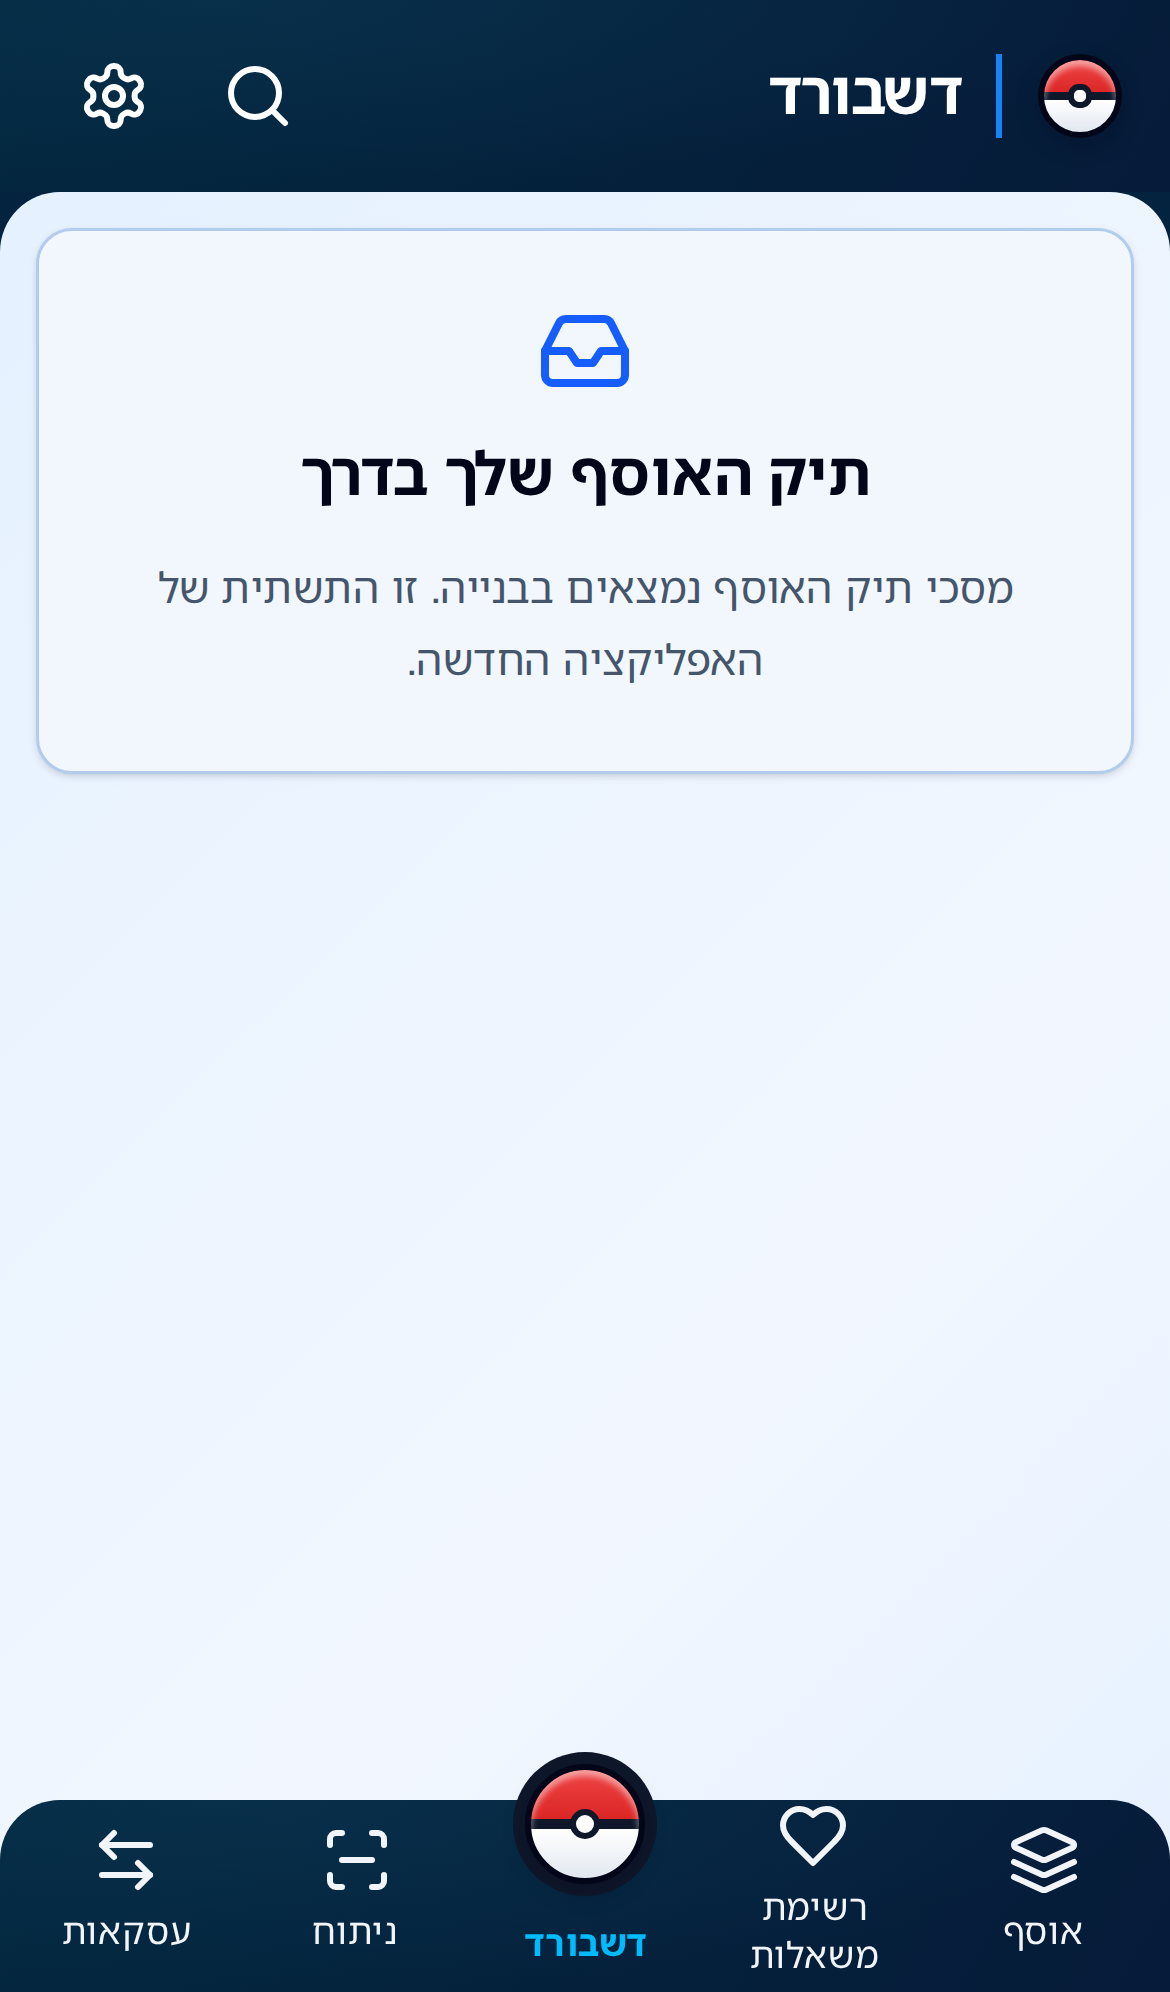 דשבורד
תיק האוסף שלך בדרך
מסכי תיק האוסף נמצאים בבנייה. זו התשתית של
האפליקציה החדשה.
אוסף
רשימת
משאלות
דשבורד
ניתוח
עסקאות